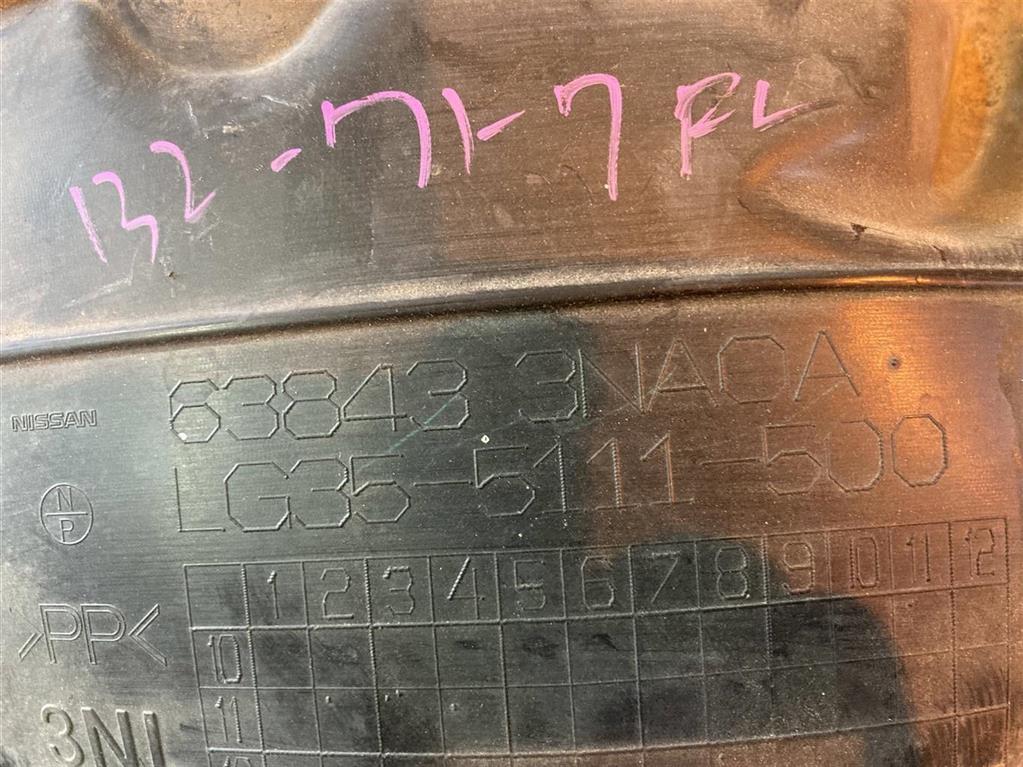 132-71-7 FL
NISSAN
63843 3NA0A
LG35-5111-500
N
P
1 2 3 4 5 6 7 8 9 10 11 12
>PP<
10
11